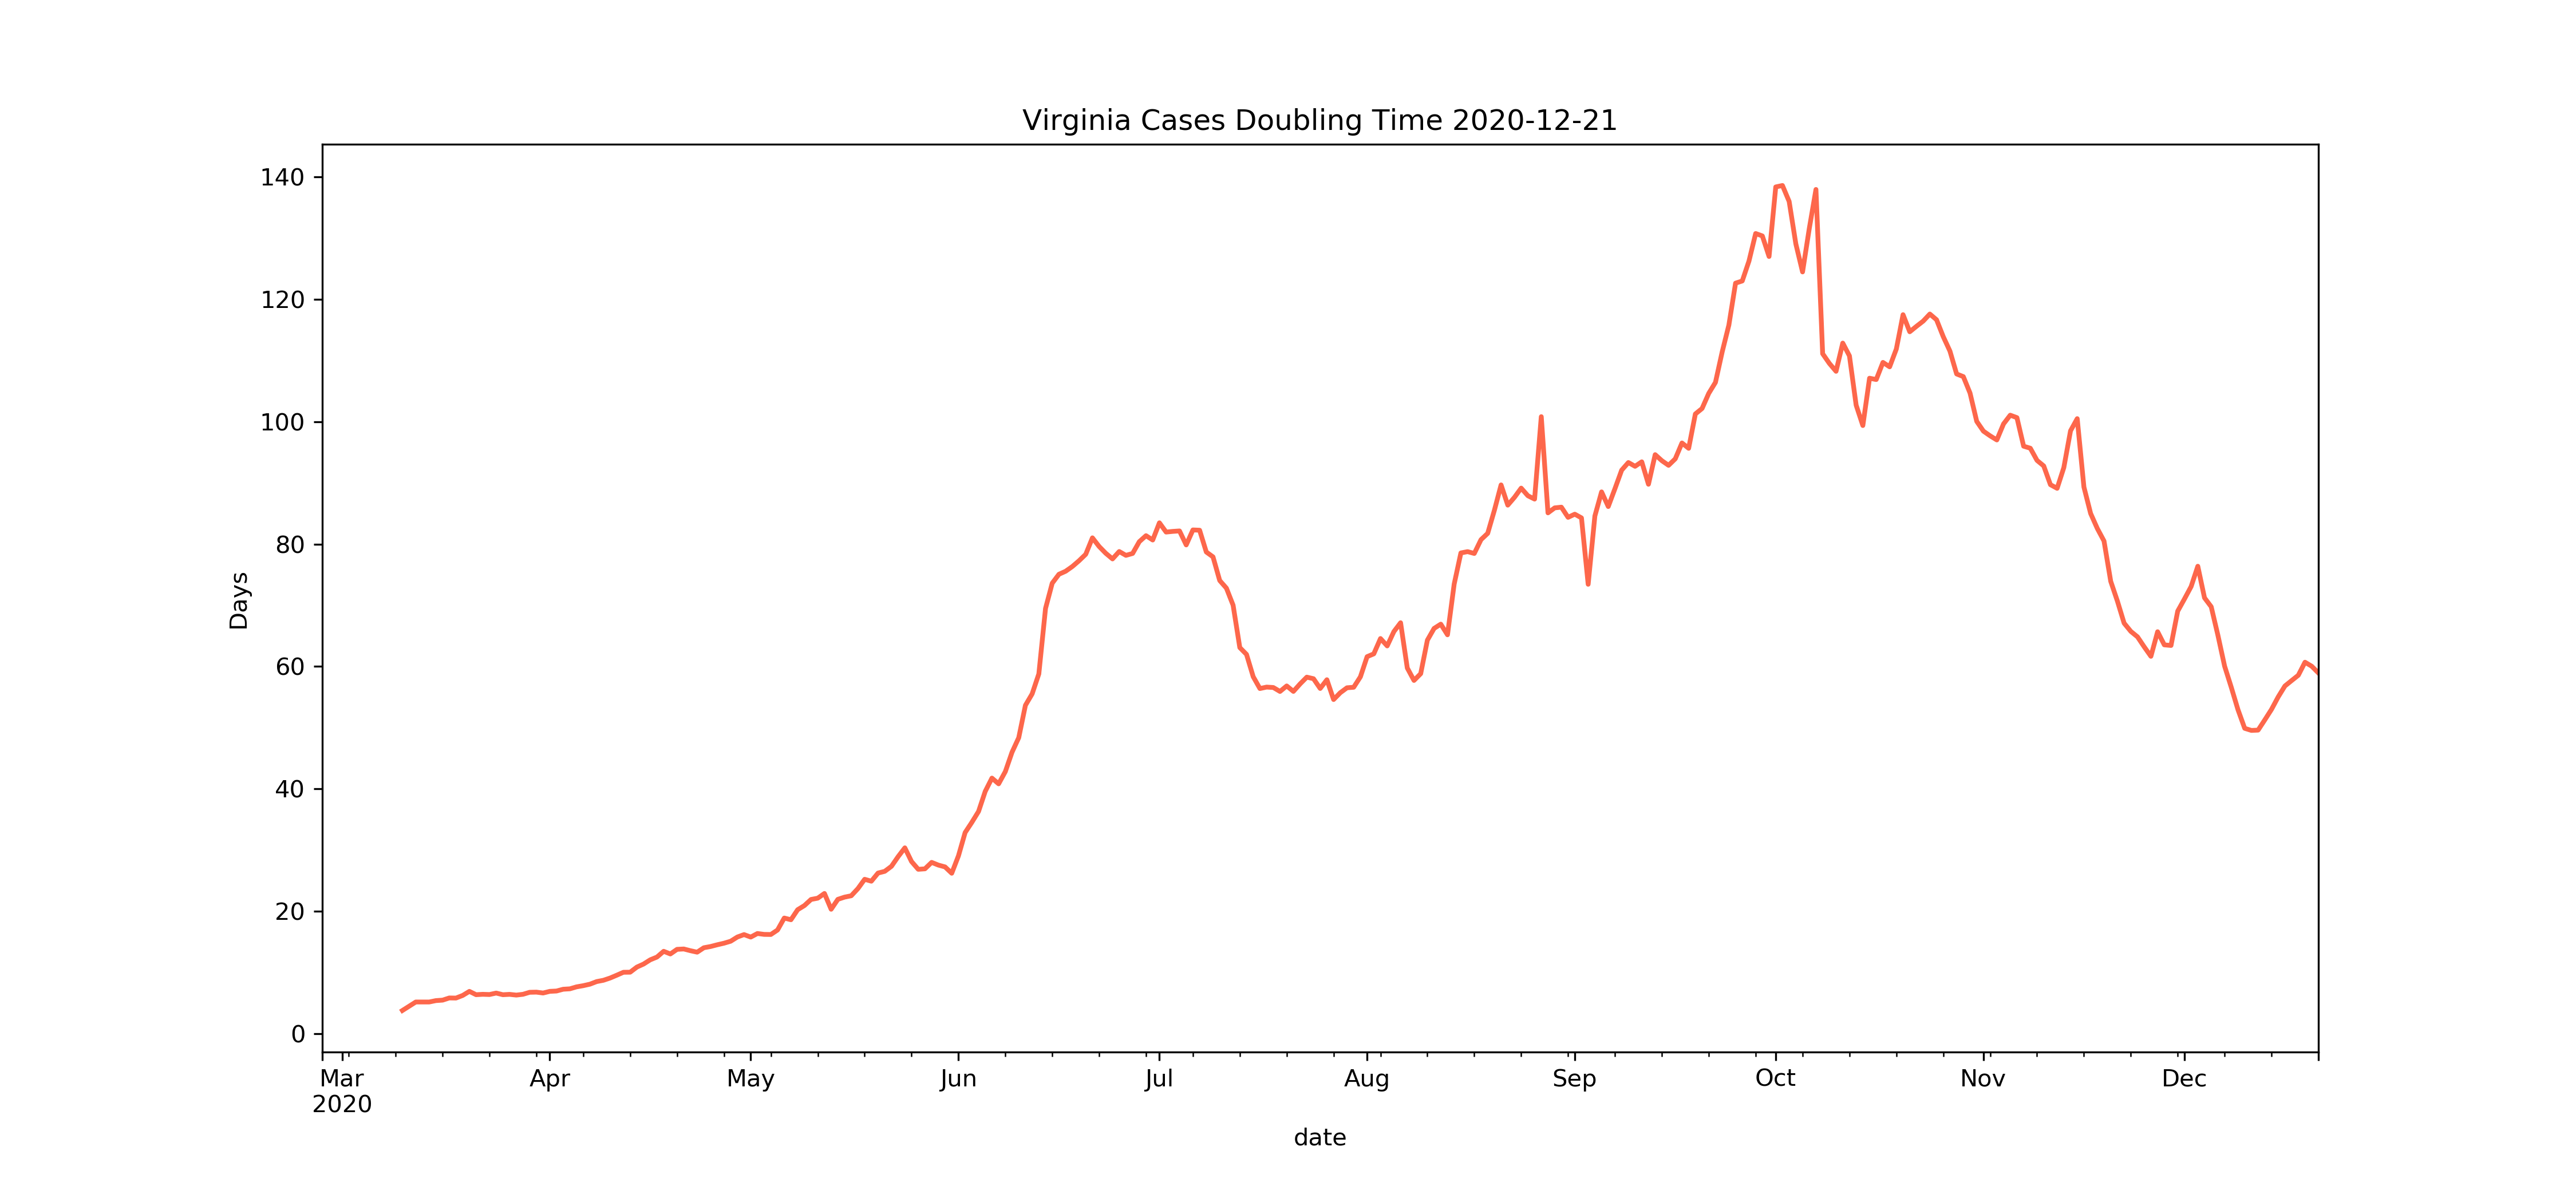 Virginia Cases Doubling Time 2020-12-21
140
120
100
80
60
40
20
0
Days
Mar Apr May Jun Jul Aug Sep Oct Nov Dec
2020
date